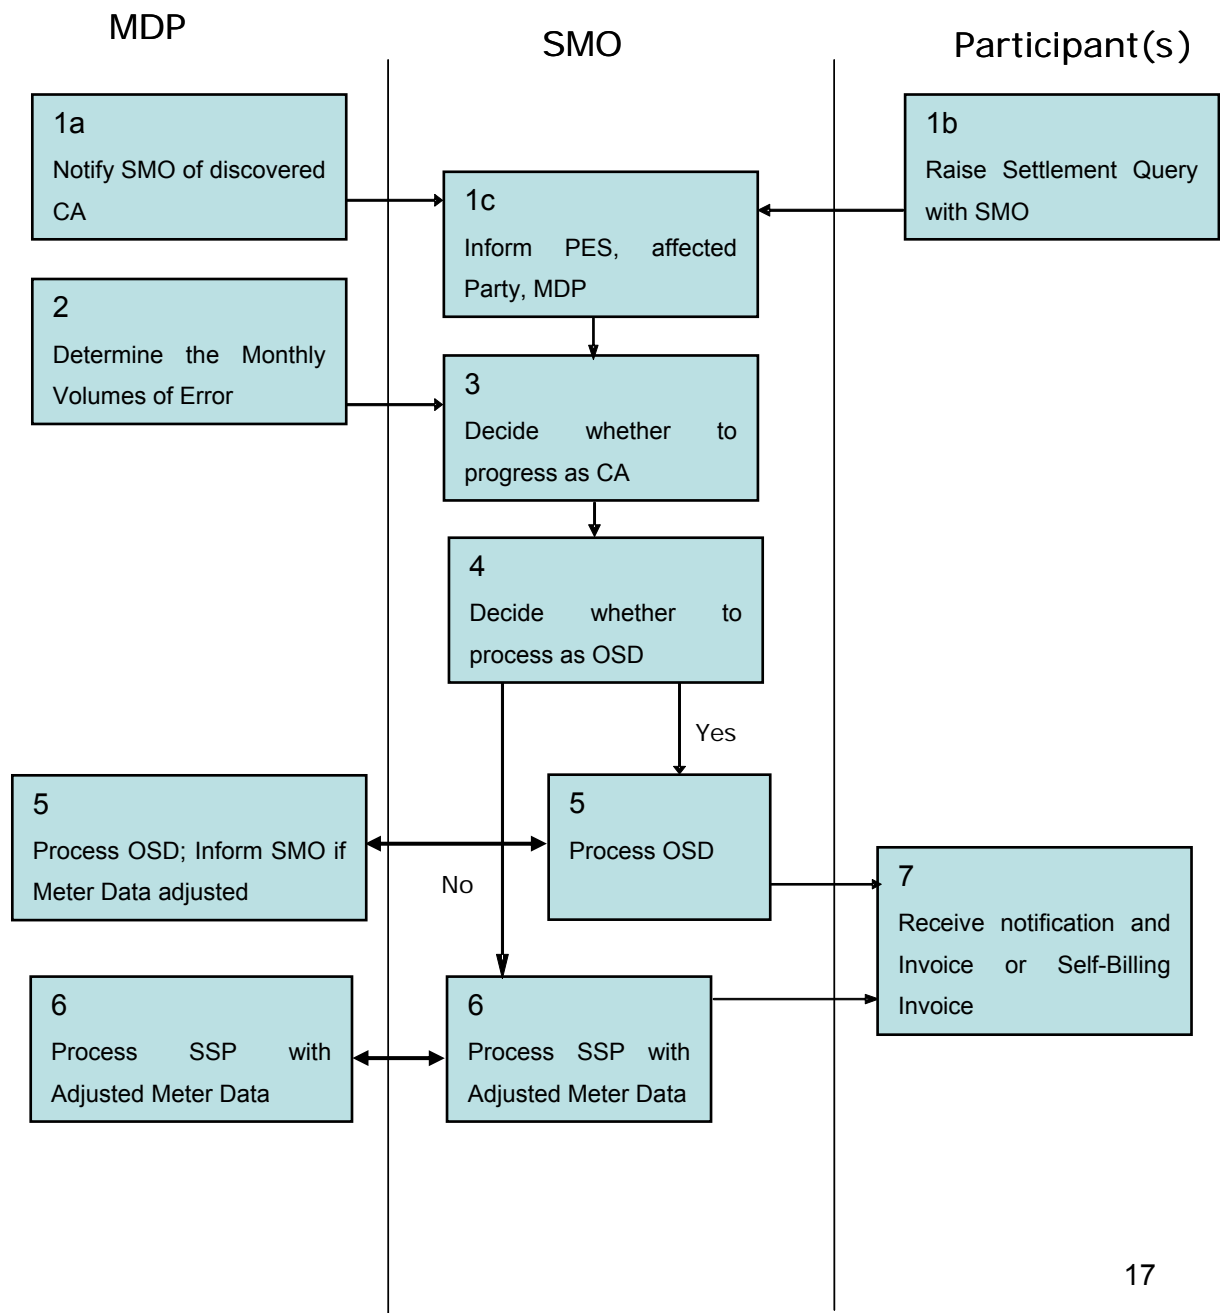 MDP
SMO
Participant(s)
1a
Notify SMO of discovered
CA
1b
Raise Settlement Query
with SMO
1c
Inform PES, affected
Party, MDP
2
Determine the Monthly
Volumes of Error
3
Decide whether to
progress as CA
4
Decide whether to
process as OSD
Yes
5
Process OSD; Inform SMO if
Meter Data adjusted
5
Process OSD
No
7
Receive notification and
Invoice or Self-Billing
Invoice
6
Process SSP with
Adjusted Meter Data
6
Process SSP with
Adjusted Meter Data
17